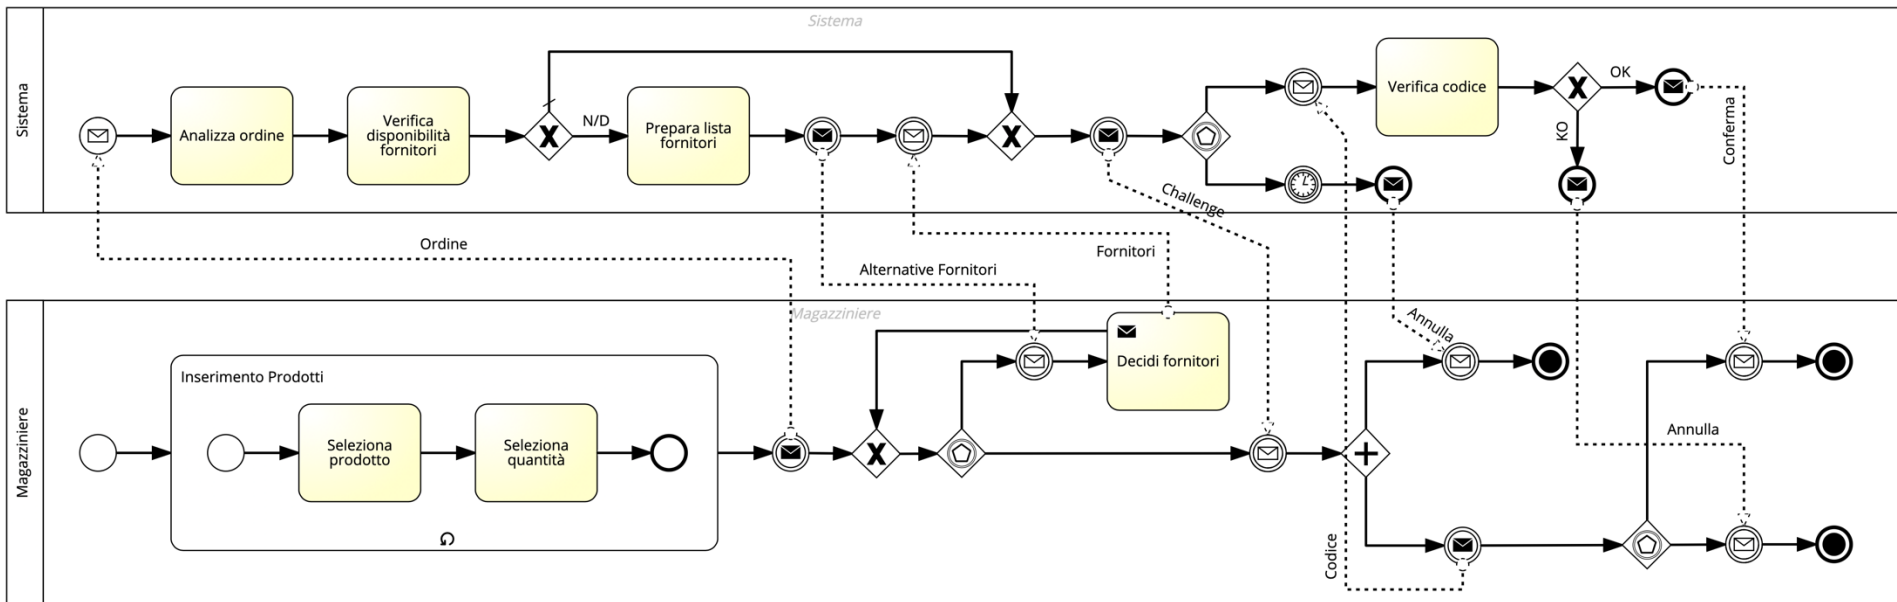 Sistema
Sistema
Analizza ordine
Verifica
disponibilità
fornitori
N/D
Prepara lista
fornitori
Verifica codice
OK
KO
Conferma
Challenge
Ordine
Alternative Fornitori
Fornitori
Annulla
Annulla
Codice
Magazziniere
Magazziniere
Inserimento Prodotti
Seleziona
prodotto
Seleziona
quantità
Decidi fornitori